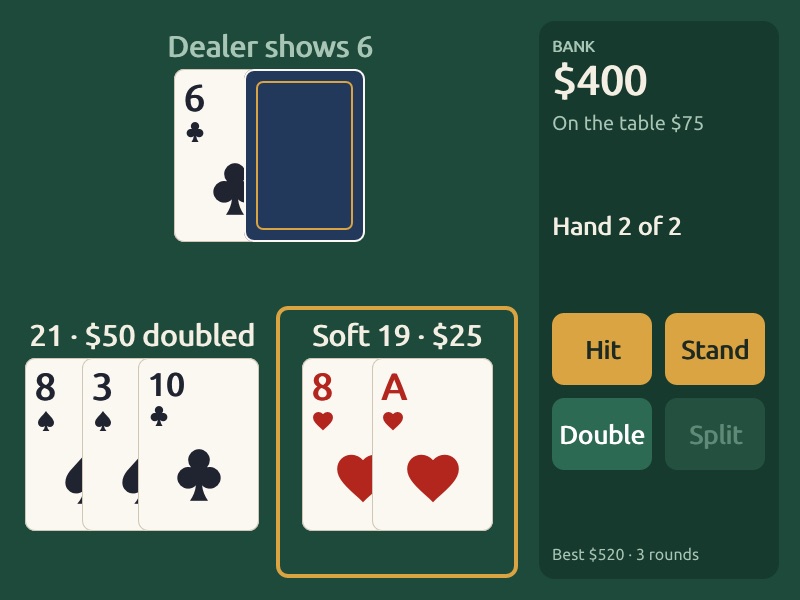 Dealer shows 6
6
21 · $50 doubled
8
3
10
Soft 19 · $25
8
A
BANK
$400
On the table $75
Hand 2 of 2
Hit
Stand
Double
Split
Best $520 · 3 rounds